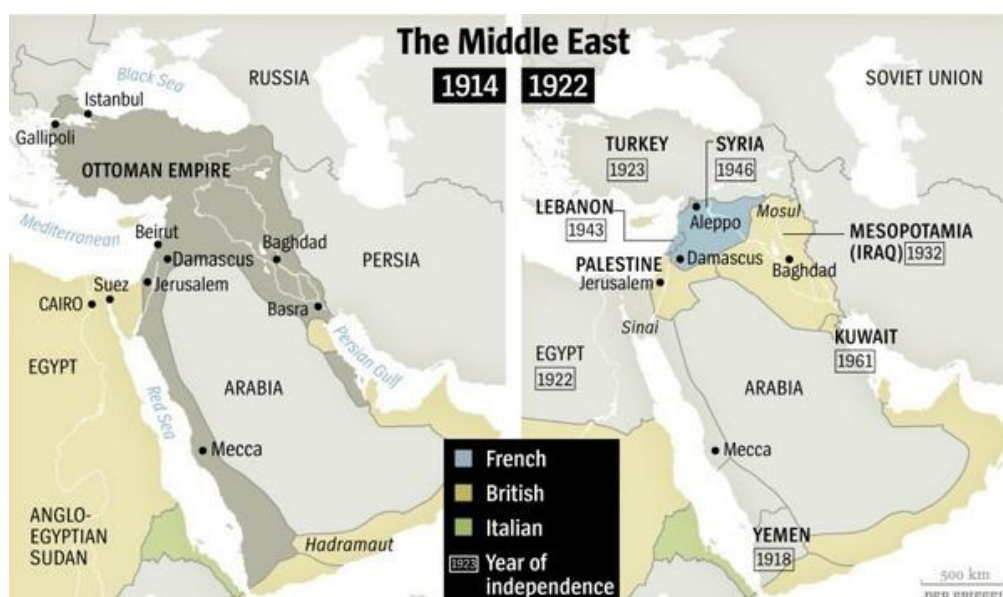 The Middle East
1914
1922
Black Sea
RUSSIA
Istanbul
Gallipoli
OTTOMAN EMPIRE
Mediterranean
Beirut
Damascus
Baghdad
PERSIA
Suez
Jerusalem
CAIRO
Basra
Persian Gulf
EGYPT
ARABIA
Red Sea
Mecca
ANGLO-
EGYPTIAN
SUDAN
Hadramaut
French
British
Italian
1923 Year of
independence
SOVIET UNION
TURKEY
1923
SYRIA
1946
LEBANON
1943
Aleppo
Mosul
MESOPOTAMIA
(IRAQ) 1932
Damascus
Baghdad
PALESTINE
Jerusalem
Sinai
KUWAIT
1961
EGYPT
1922
ARABIA
Mecca
YEMEN
1918
500 km
DER SPIEGEL